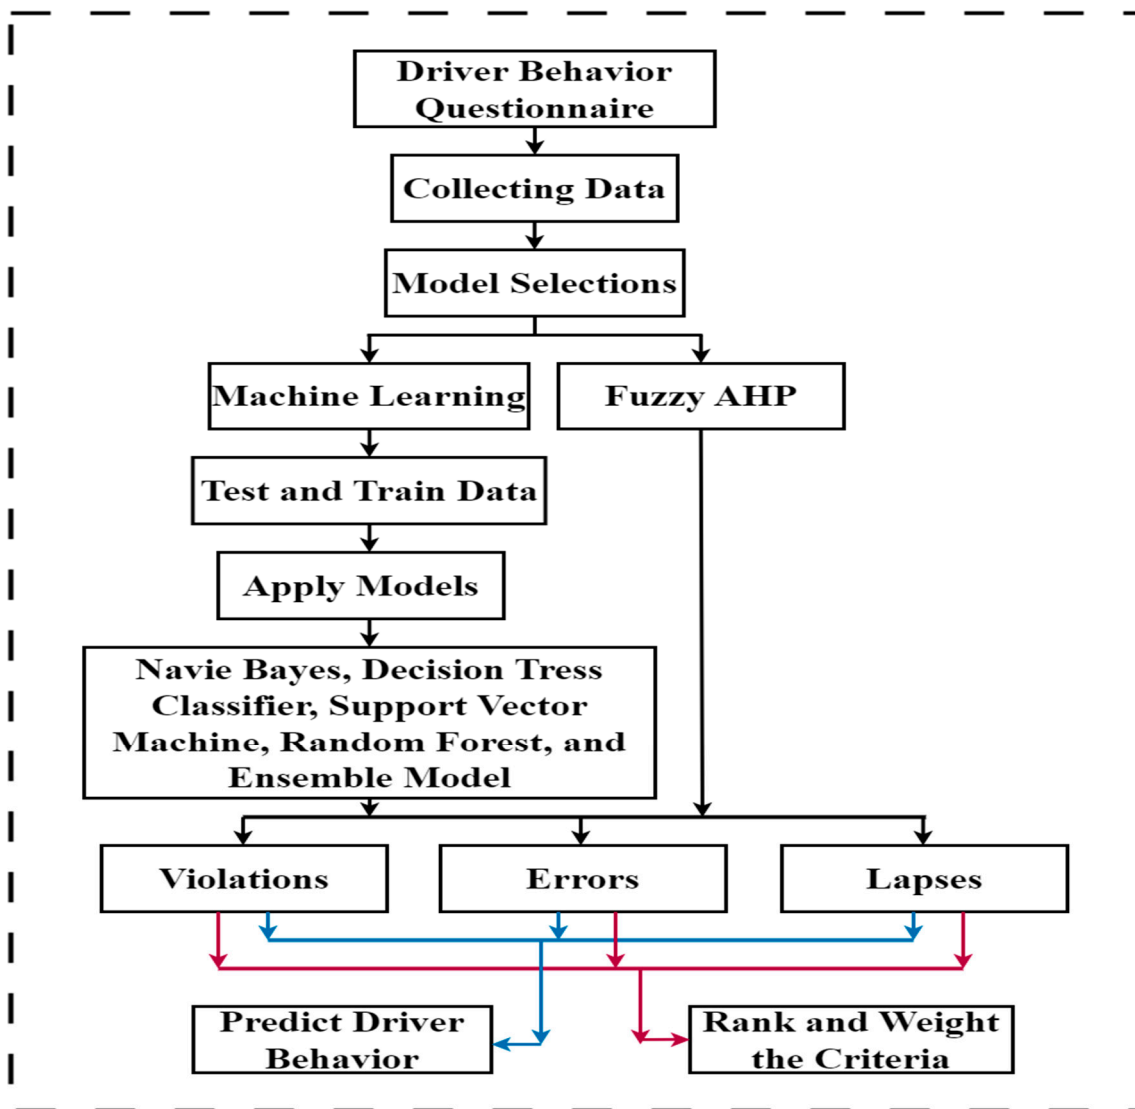 Driver Behavior
Questionnaire
Collecting Data
Model Selections
Machine Learning
Fuzzy AHP
Test and Train Data
Apply Models
Navie Bayes, Decision Tress
Classifier, Support Vector
Machine, Random Forest, and
Ensemble Model
Violations
Errors
Lapses
Predict Driver
Behavior
Rank and Weight
the Criteria